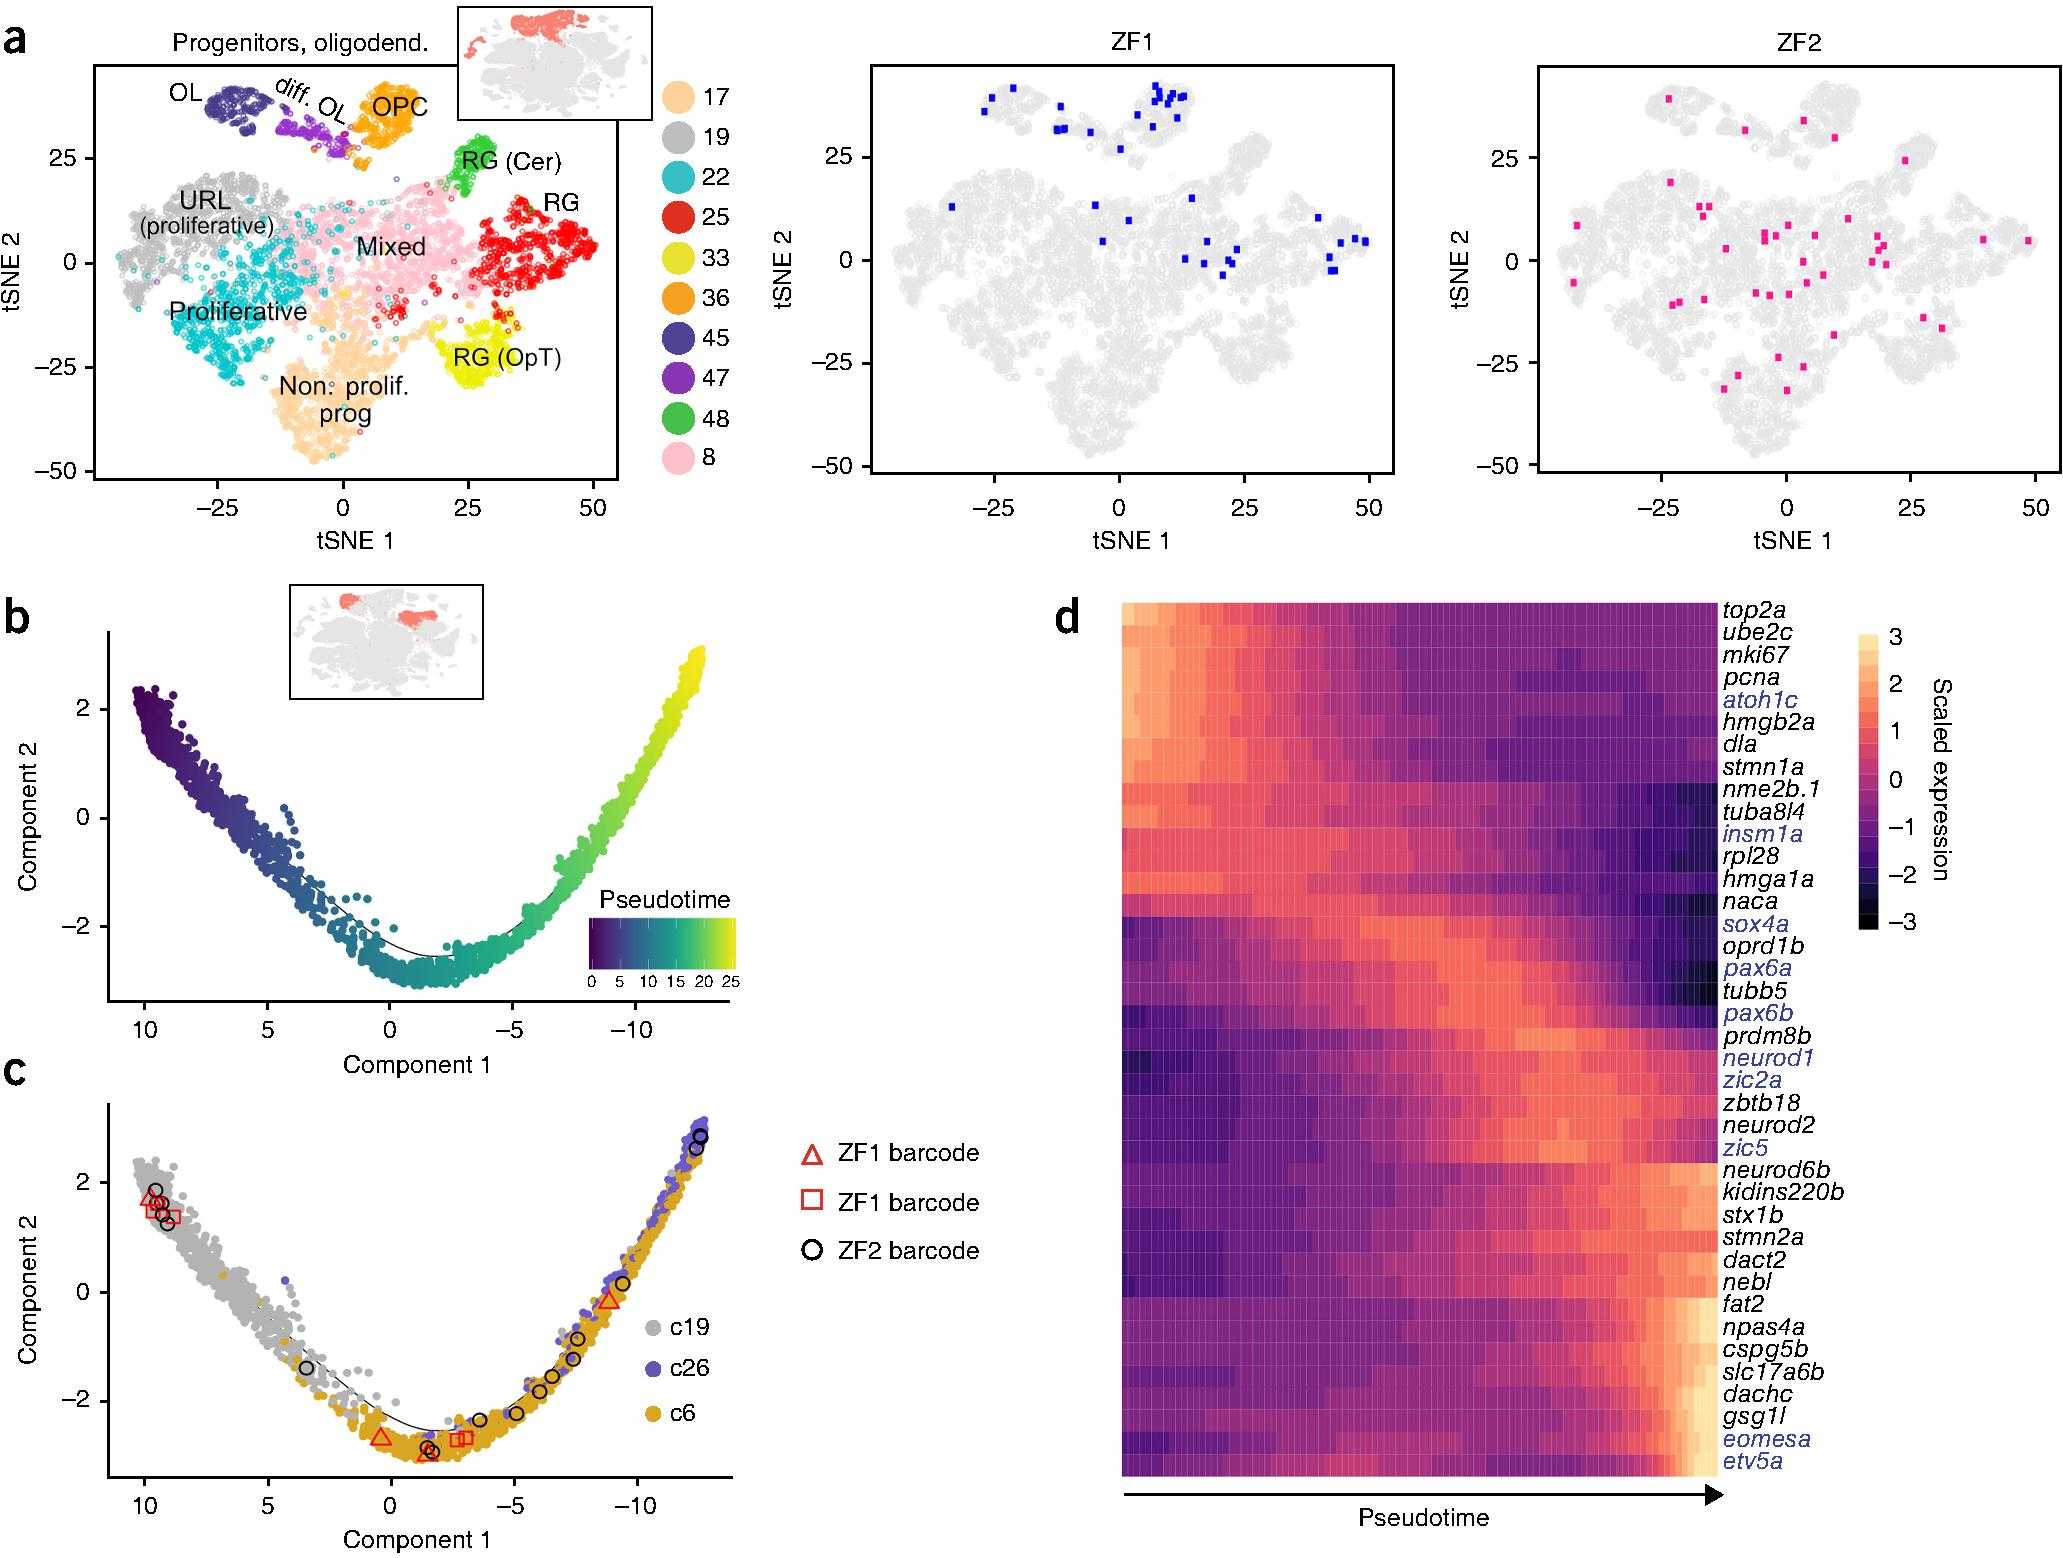 a
Progenitors, oligodend.
OL
diff. OL
OPC
RG (Cer)
RG
URL
(proliferative)
Mixed
Proliferative
RG (OpT)
Non. prolif.
prog
tSNE 2
25
0
−25
−50
−25 0 25 50
tSNE 1
17
19
22
25
33
36
45
47
48
8
ZF1
tSNE 2
25
0
−25
−50
−25 0 25 50
tSNE 1
ZF2
tSNE 2
25
0
−25
−50
−25 0 25 50
tSNE 1
b
Component 2
2
0
−2
10 5 0 −5 −10
Component 1
Pseudotime
0 5 10 15 20 25
c
Component 2
2
0
−2
10 5 0 −5 −10
Component 1
c19
c26
c6
ZF1 barcode
ZF1 barcode
ZF2 barcode
d
top2a
ube2c
mki67
pcna
atoh1c
hmgb2a
dla
stmn1a
nme2b.1
tuba8l4
insm1a
rpl28
hmga1a
naca
sox4a
oprd1b
pax6a
tubb5
pax6b
prdm8b
neurod1
zic2a
zbtb18
neurod2
zic5
neurod6b
kidins220b
stx1b
stmn2a
dact2
nebl
fat2
npas4a
cspg5b
slc17a6b
dachc
gsg1l
eomesa
etv5a
Pseudotime
3
2
1
0
−1
−2
−3
Scaled expression